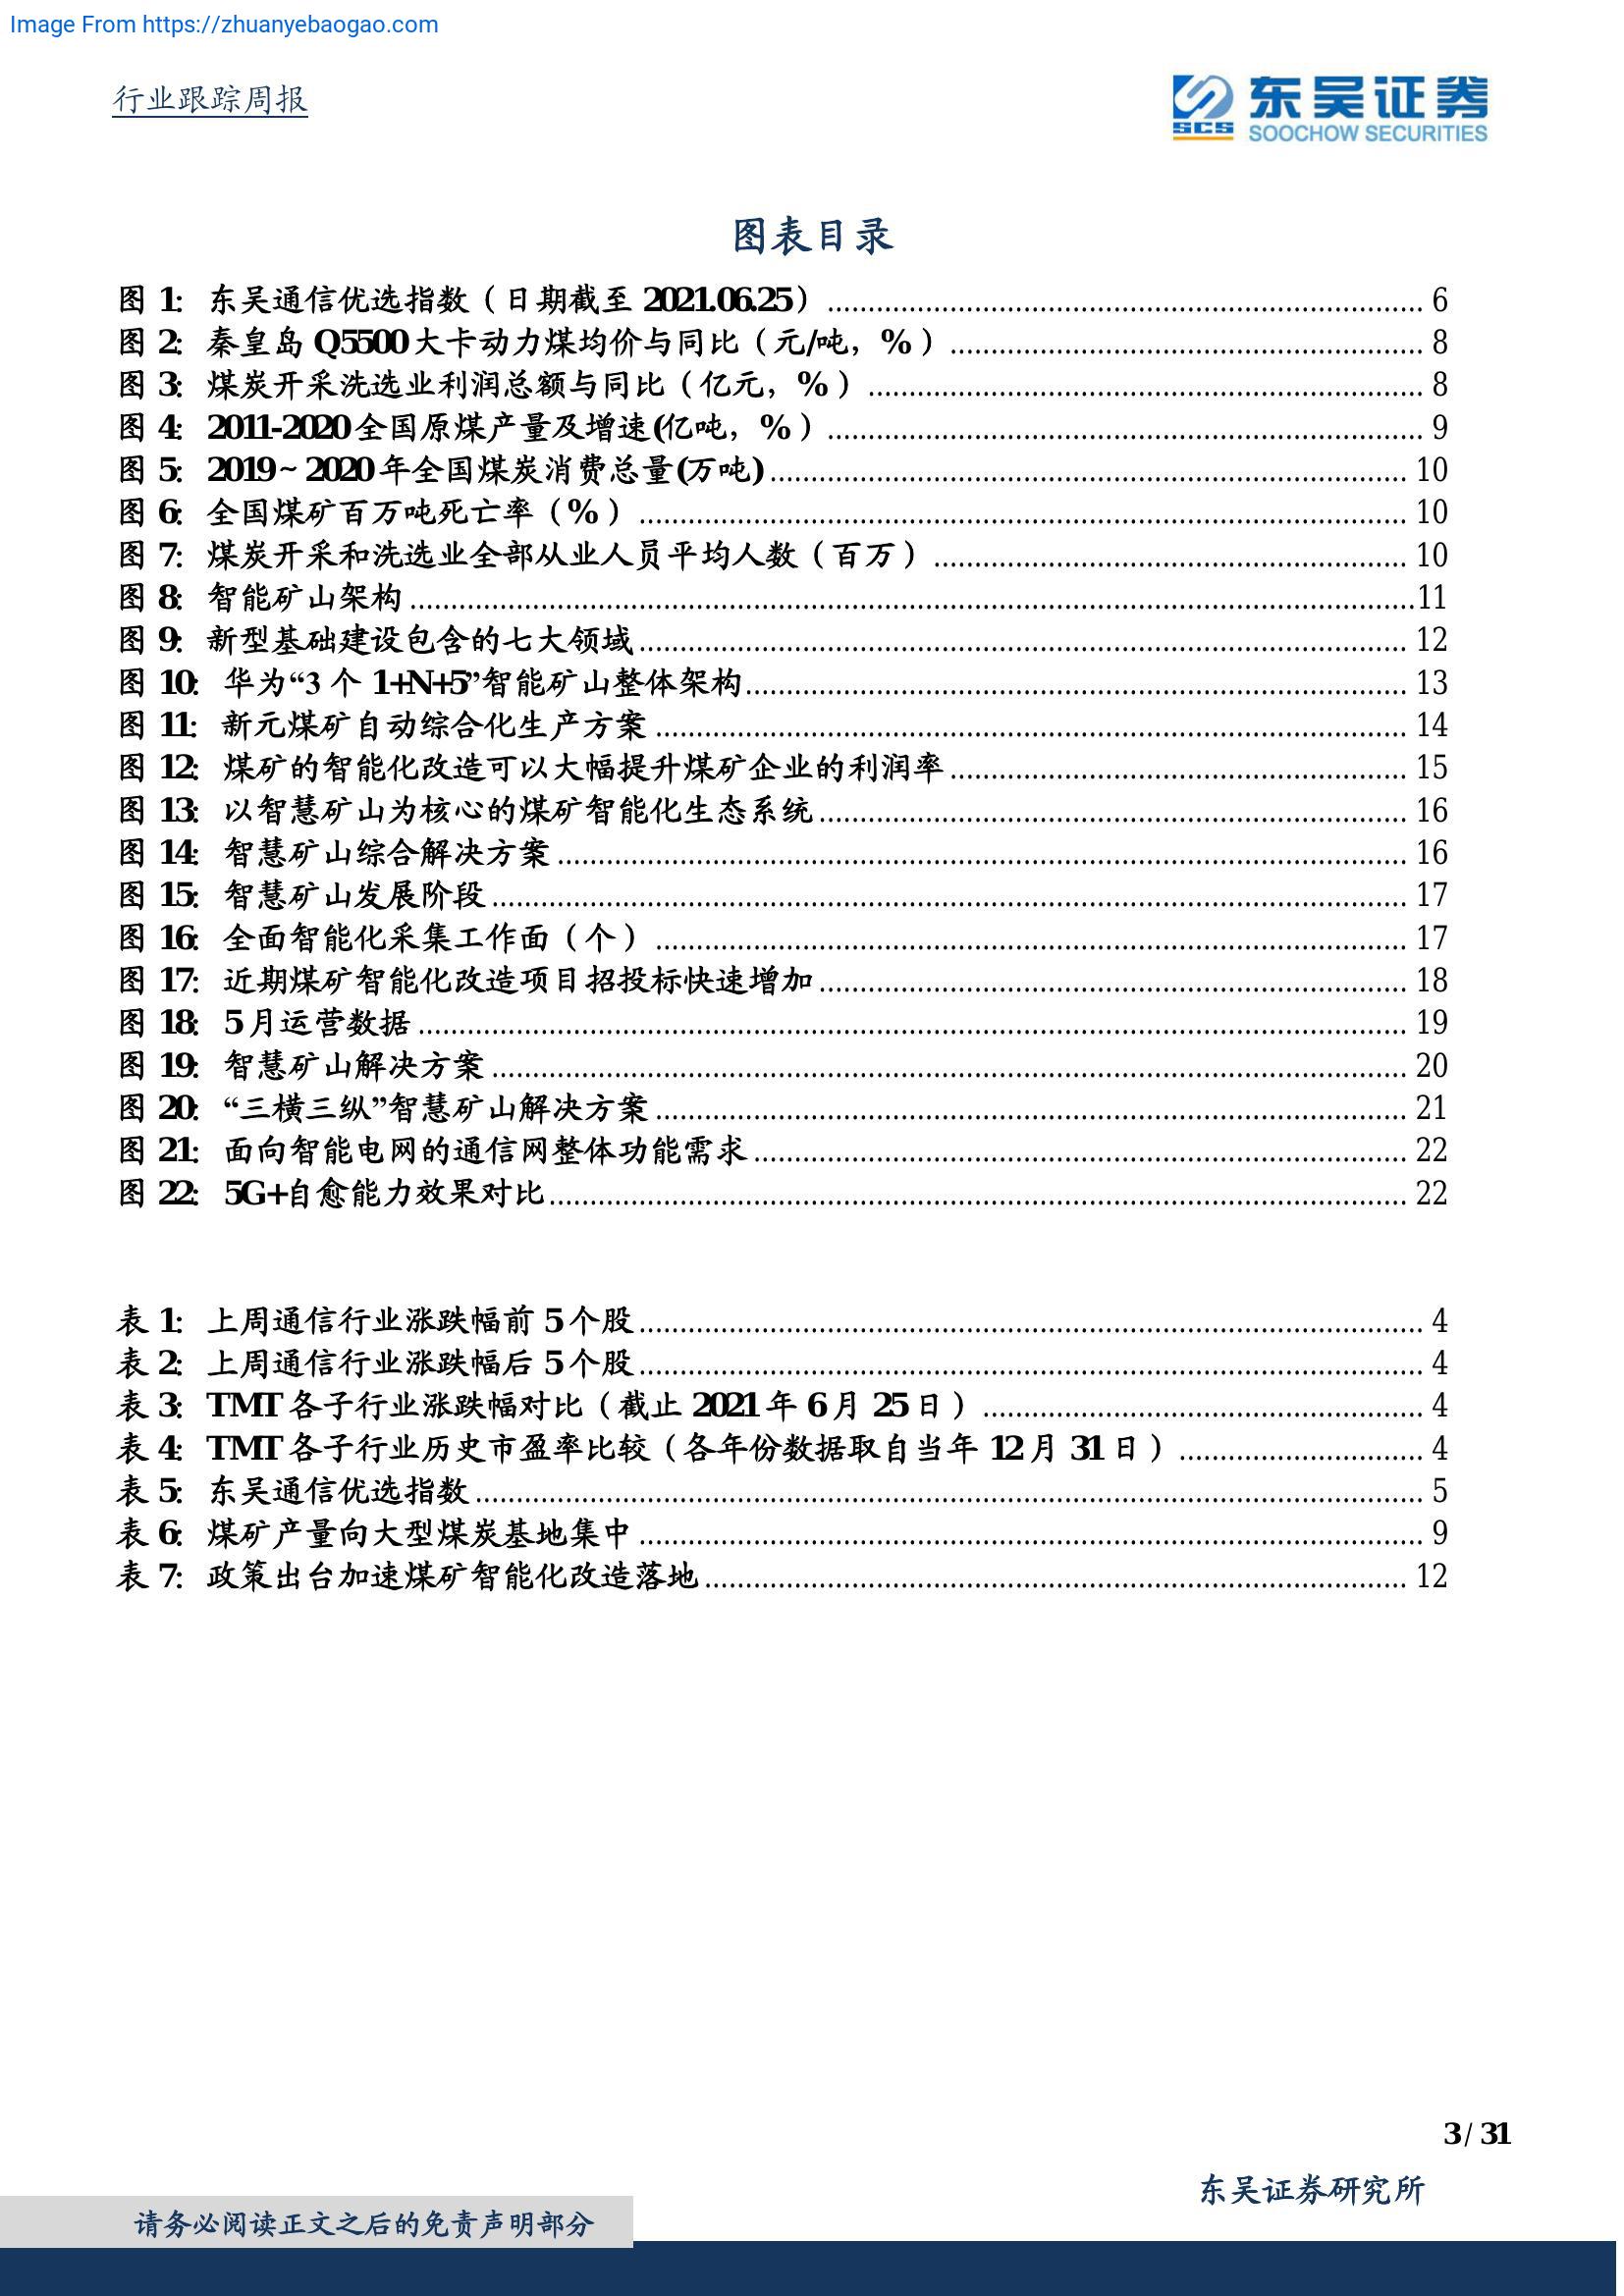 Image From https://zhuanyebaogao.com
行业跟踪周报
东吴证券
SCS
SOOCHOW SECURITIES
图表目录
图 1: 东吴通信优选指数（日期截至 2021.06.25） 6
图 2: 秦皇岛 Q5500 大卡动力煤均价与同比（元/吨，%） 8
图 3: 煤炭开采洗选业利润总额与同比（亿元，%） 8
图 4: 2011-2020 全国原煤产量及增速(亿吨，%） 9
图 5: 2019~2020 年全国煤炭消费总量(万吨) 10
图 6: 全国煤矿百万吨死亡率（%） 10
图 7: 煤炭开采和洗选业全部从业人员平均人数（百万） 10
图 8: 智能矿山架构 11
图 9: 新型基础建设包含的七大领域 12
图 10: 华为“3 个 1+N+5”智能矿山整体架构 13
图 11: 新元煤矿自动综合化生产方案 14
图 12: 煤矿的智能化改造可以大幅提升煤矿企业的利润率 15
图 13: 以智慧矿山为核心的煤矿智能化生态系统 16
图 14: 智慧矿山综合解决方案 16
图 15: 智慧矿山发展阶段 17
图 16: 全面智能化采集工作面（个） 17
图 17: 近期煤矿智能化改造项目招投标快速增加 18
图 18: 5 月运营数据 19
图 19: 智慧矿山解决方案 20
图 20: “三横三纵”智慧矿山解决方案 21
图 21: 面向智能电网的通信网整体功能需求 22
图 22: 5G+自愈能力效果对比 22
表 1: 上周通信行业涨跌幅前 5 个股 4
表 2: 上周通信行业涨跌幅后 5 个股 4
表 3: TMT 各子行业涨跌幅对比（截止 2021 年 6 月 25 日） 4
表 4: TMT 各子行业历史市盈率比较（各年份数据取自当年 12 月 31 日） 4
表 5: 东吴通信优选指数 5
表 6: 煤矿产量向大型煤炭基地集中 9
表 7: 政策出台加速煤矿智能化改造落地 12
3 / 31
东吴证券研究所
请务必阅读正文之后的免责声明部分